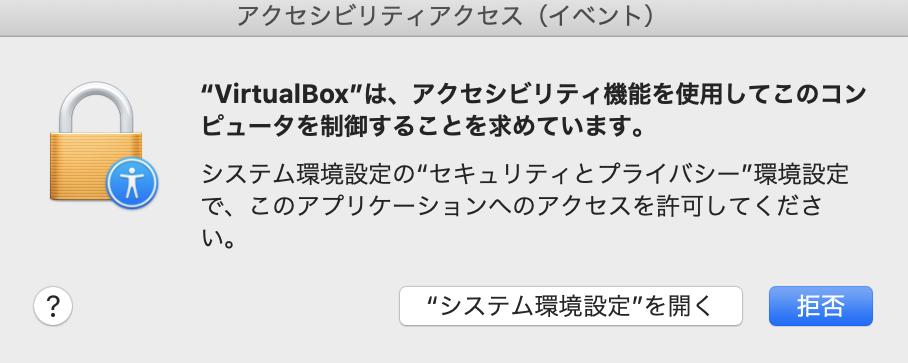 アクセシビリティアクセス（イベント）
“VirtualBox”は、アクセシビリティ機能を使用してこのコン
ピュータを制御することを求めています。
システム環境設定の“セキュリティとプライバシー”環境設定
で、このアプリケーションへのアクセスを許可してくださ
い。
?
“システム環境設定”を開く
拒否